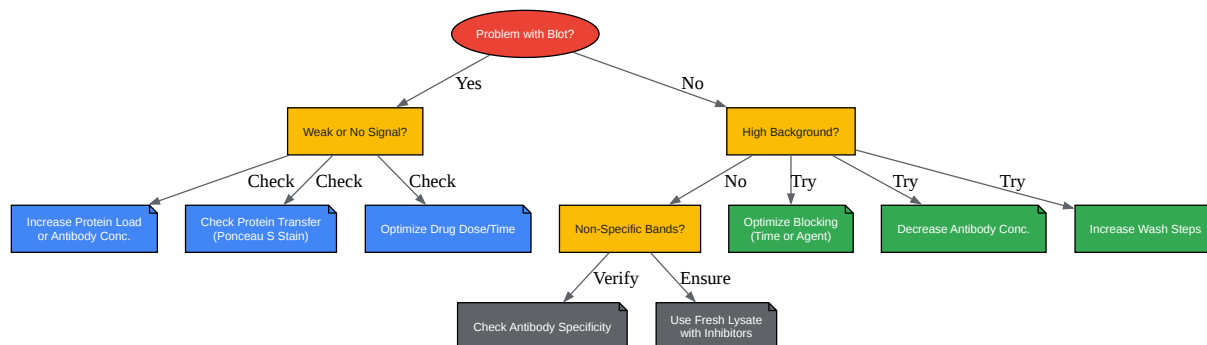 Problem with Blot?
Yes
No
Weak or No Signal?
High Background?
Check
Check
Check
No
Try
Try
Try
Increase Protein Load
or Antibody Conc.
Check Protein Transfer
(Ponceau S Stain)
Optimize Drug Dose/Time
Non-Specific Bands?
Optimize Blocking
(Time or Agent)
Decrease Antibody Conc.
Increase Wash Steps
Verify
Ensure
Check Antibody Specificity
Use Fresh Lysate
with Inhibitors